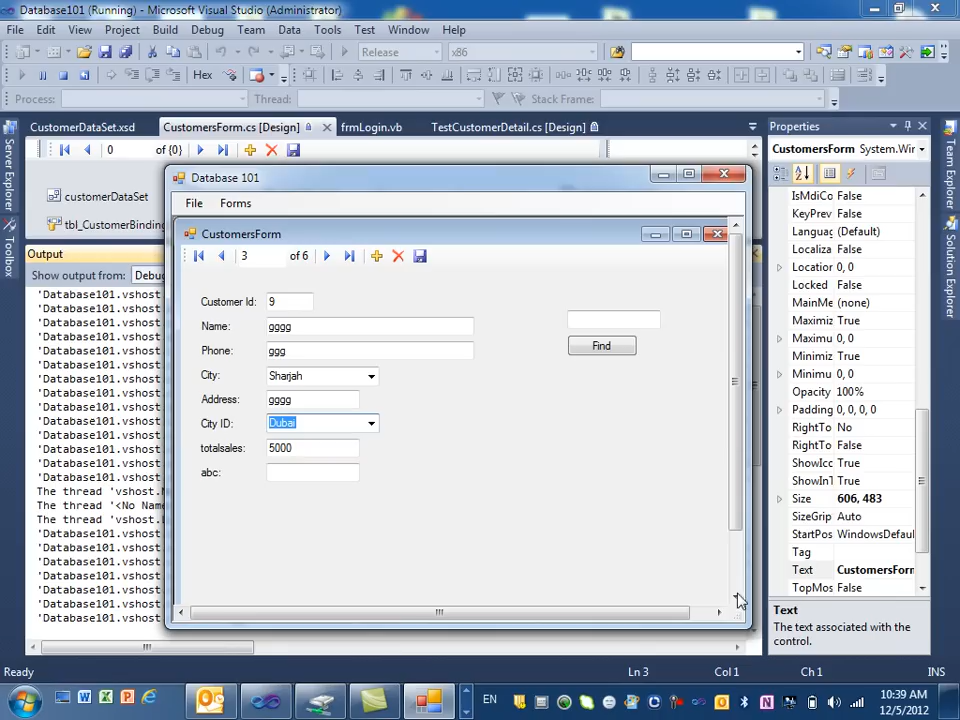 Database101 (Running) - Microsoft Visual Studio (Administrator)
File Edit View Project Build Debug Team Data Tools Test Window Help
Release x86
Hex
Process: Thread: Stack Frame:
CustomerDataSet.xsd CustomersForm.cs [Design] frmLogin.vb TestCustomerDetail.cs [Design]
0 of {0}
customerDataSet
tbl_CustomerBinding
Output
Show output from: Debu
'Database101.vshost
'Database101.vshost
'Database101.vshost
'Database101.vshost
'Database101.vshost
'Database101.vshost
'Database101.vshost
'Database101.vshost
'Database101.vshost
'Database101.vshost
'Database101.vshost
'Database101.vshost
'Database101.vshost
'Database101.vshost
The thread 'vshost.N
The thread '<No Name
The thread 'vshost.L
'Database101.vshost
'Database101.vshost
'Database101.vshost
'Database101.vshost
'Database101.vshost
'Database101.vshost
'Database101.vshost
Server Explorer
Toolbox
Database 101
File Forms
CustomersForm
3 of 6
Customer Id: 9
Name: gggg
Phone: ggg
City: Sharjah
Address: gggg
City ID: Dubai
totalsales: 5000
abc:
Find
Properties
CustomersForm System.Wir
IsMdiCo False
KeyPrev False
Languag (Default)
Localiza False
Location 0, 0
Locked False
MainMe (none)
Maximiz True
Maximu 0, 0
Minimiz True
Minimu 0, 0
Opacity 100%
Padding 0, 0, 0, 0
RightTo No
RightTo False
ShowIcc True
ShowInT True
Size 606, 483
SizeGrip Auto
StartPos WindowsDefau
Tag
Text CustomersForm
TopMos False
Text
The text associated with the control.
Team Explorer
Solution Explorer
Ready Ln 3 Col 1 Ch 1 INS
EN
10:39 AM
12/5/2012